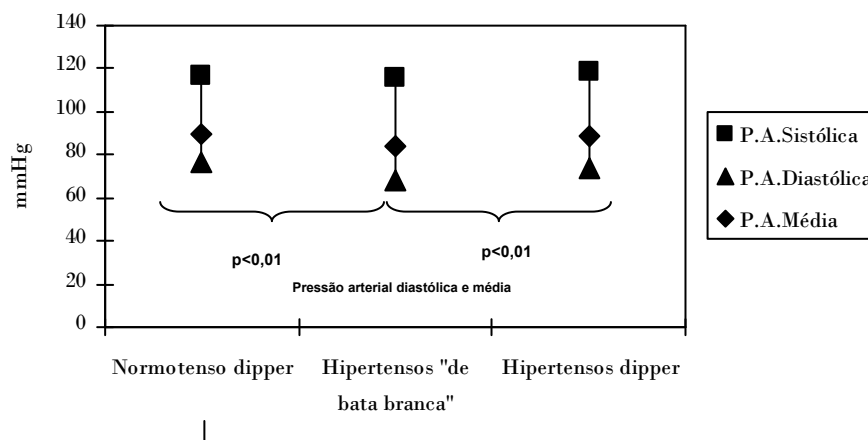 140
120
100
80
60
40
20
0
mmHg
p<0,01
p<0,01
Pressão arterial diastólica e média
Normotenso dipper
Hipertensos "de
bata branca"
Hipertensos dipper
P.A.Sistólica
P.A.Diastólica
P.A.Média